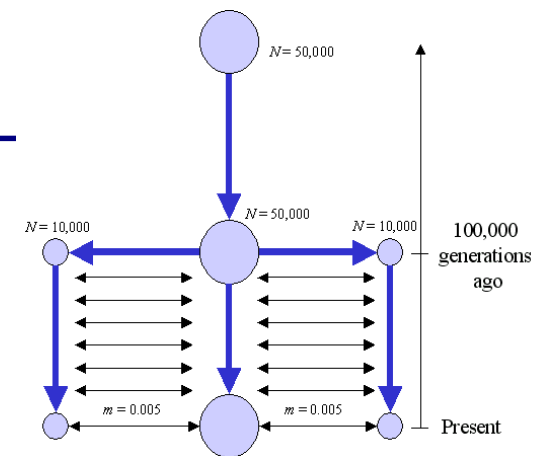 N = 50,000
N = 50,000
N = 10,000
N = 10,000
100,000
generations
ago
m = 0.005
m = 0.005
Present